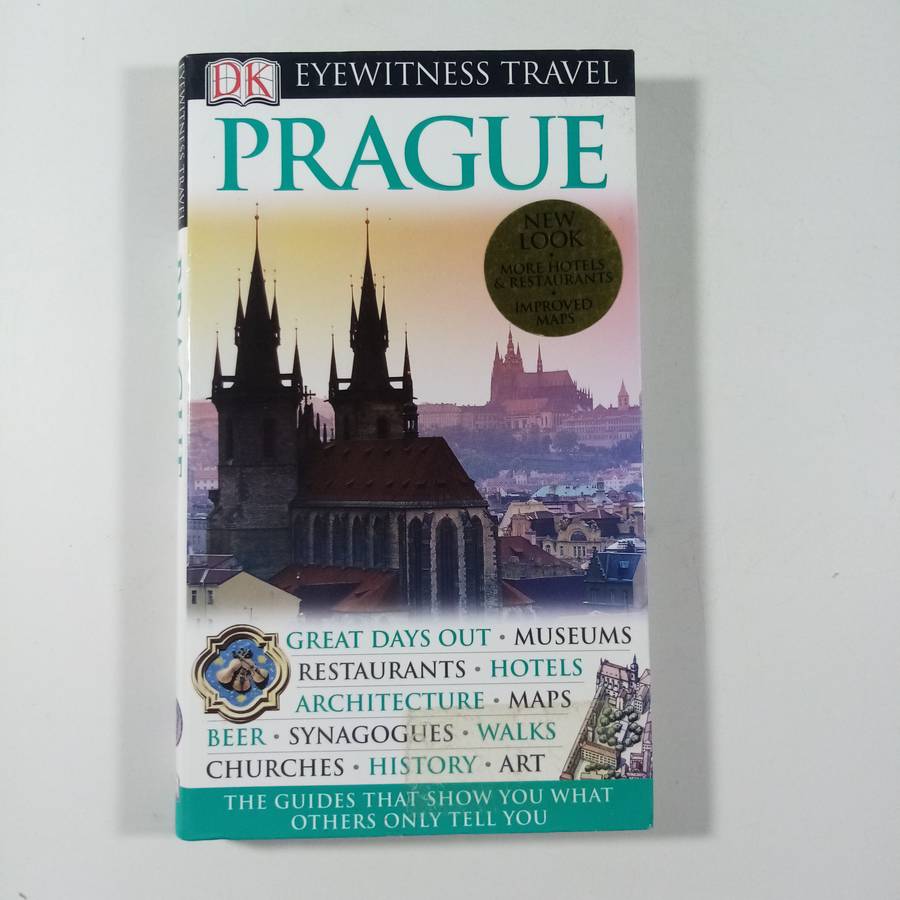 DK EYEWITNESS TRAVEL
PRAGUE
NEW
LOOK
•
MORE HOTELS
& RESTAURANTS
•
IMPROVED
MAPS
GREAT DAYS OUT • MUSEUMS
RESTAURANTS • HOTELS
ARCHITECTURE • MAPS
BEER • SYNAGOGUES • WALKS
CHURCHES • HISTORY • ART
THE GUIDES THAT SHOW YOU WHAT
OTHERS ONLY TELL YOU
EYEWITNESS TRAVEL
PRAGUE